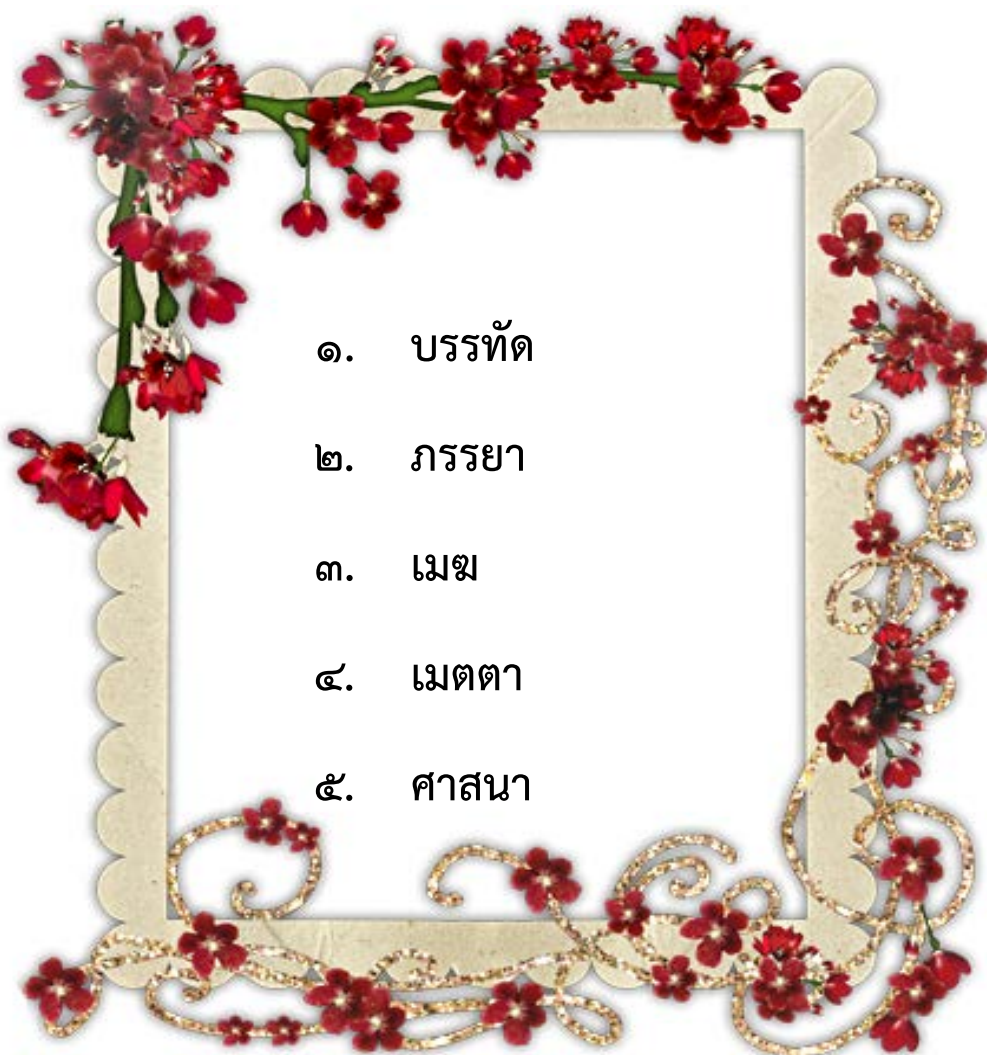 ๑. บรรทัด
๒. ภรรยา
๓. เมฆ
๔. เมตตา
๕. ศาสนา